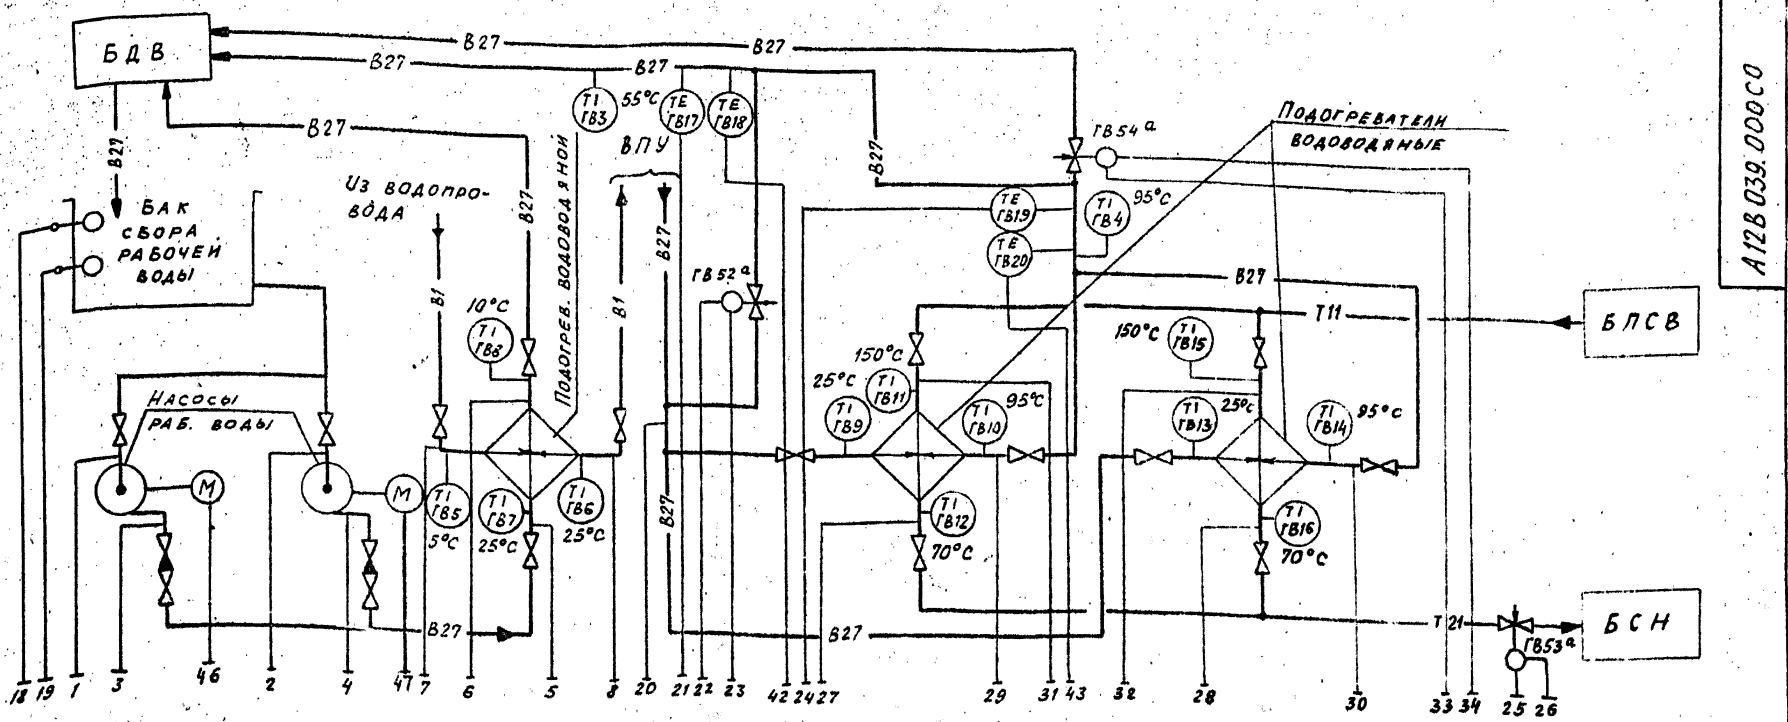 БДВ
В27
В27
В27
В27
В27
В27
БАК
СБОРА
РАБОЧЕЙ
ВОДЫ
Из водопро-
вода
В1
В27
Подогрев. водоводяной
ВПУ
В1
В27
TI
ГВ3
55°С
TE
ГВ17
TE
ГВ18
В27
ГВ54а
Подогреватели
водоводяные
А12В039.000СО
TE
ГВ19
TI
ГВ4
95°С
TE
ГВ20
ГВ52а
В27
Т11
БПСВ
10°С
TI
ГВ8
150°С
TI
ГВ11
25°С
TI
ГВ9
TI
ГВ10
95°С
150°С
TI
ГВ15
TI
ГВ13
25°С
TI
ГВ14
95°С
Насосы
раб. воды
М
М
TI
ГВ5
5°С
TI
ГВ7
25°С
TI
ГВ6
25°С
В27
TI
ГВ12
70°С
TI
ГВ16
70°С
В27
В27
Т21
ГВ53а
БСН
18 19 1 3 46 2 4 47 7 6 5 8 20 21 22 23 42 24 27 29 31 43 32 28 30 33 34 25 26